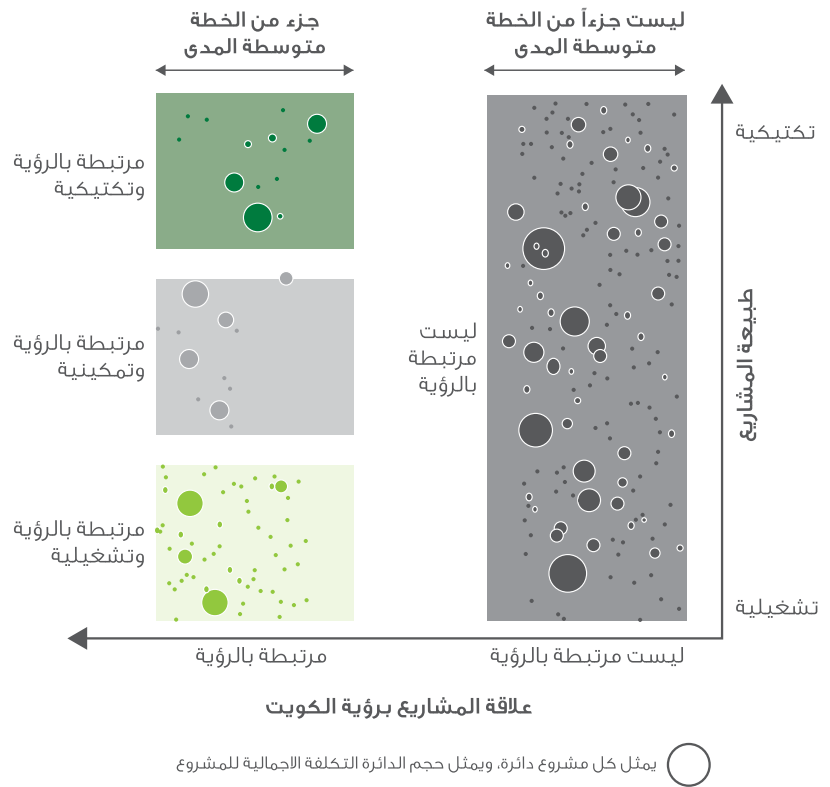 ليست جزءاً من الخطة
متوسطة المدى
جزء من الخطة
متوسطة المدى
تكتيكية
طبيعة المشاريع
تشغيلية
ليست
مرتبطة
بالرؤية
مرتبطة بالرؤية
وتكتيكية
مرتبطة بالرؤية
وتمكينية
مرتبطة بالرؤية
وتشغيلية
ليست مرتبطة بالرؤية
مرتبطة بالرؤية
علاقة المشاريع برؤية الكويت
يمثل كل مشروع دائرة، ويمثل حجم الدائرة التكلفة الاجمالية للمشروع